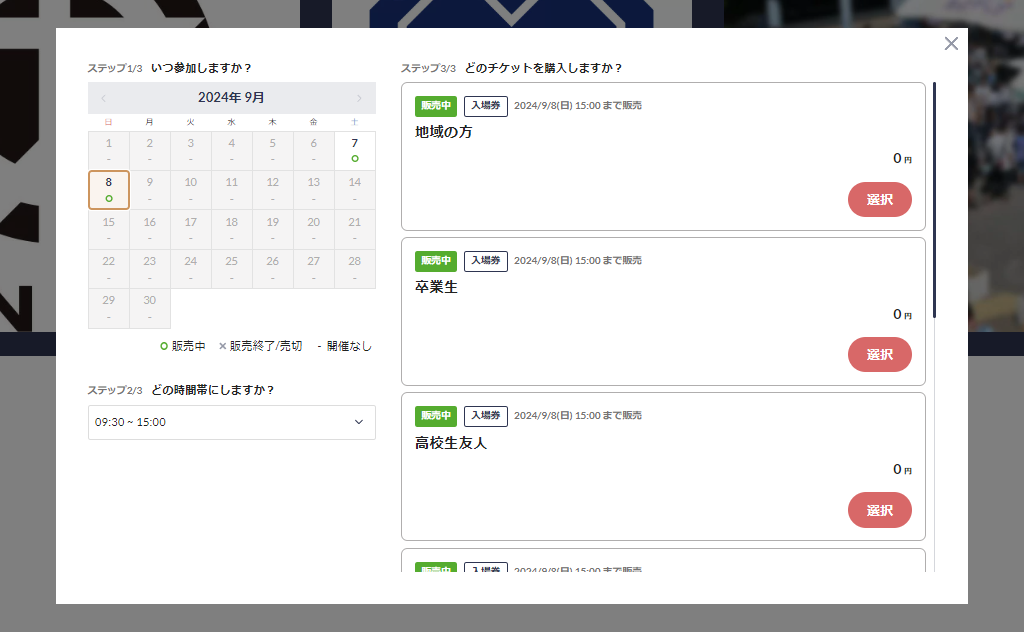 ステップ1/3 いつ参加しますか？
2024年 9月
日 月 火 水 木 金 土
1 2 3 4 5 6 7
- - - - - - o
8 9 10 11 12 13 14
o - - - - - -
15 16 17 18 19 20 21
- - - - - - -
22 23 24 25 26 27 28
- - - - - - -
29 30
- -
o 販売中 × 販売終了/売切 - 開催なし
ステップ2/3 どの時間帯にしますか？
09:30 ~ 15:00
ステップ3/3 どのチケットを購入しますか？
販売中 入場券 2024/9/8(日) 15:00 まで販売
地域の方
0 円
選択
販売中 入場券 2024/9/8(日) 15:00 まで販売
卒業生
0 円
選択
販売中 入場券 2024/9/8(日) 15:00 まで販売
高校生友人
0 円
選択
販売中 入場券 2024/9/8(日) 15:00 まで販売